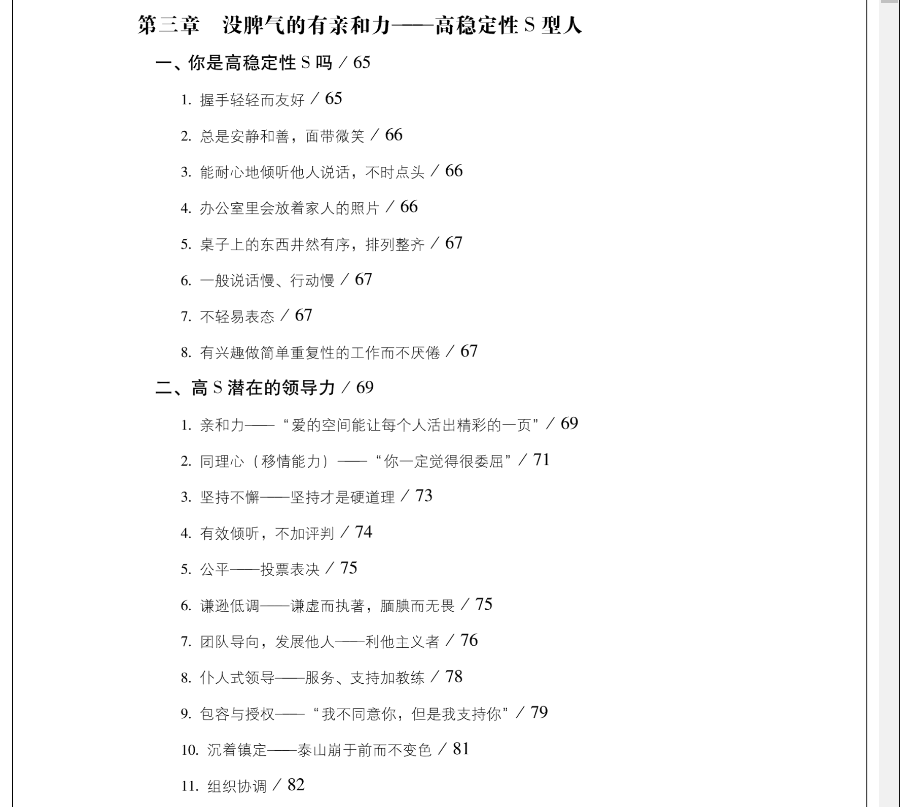 第三章　没脾气的有亲和力——高稳定性 S 型人
一、你是高稳定性 S 吗 / 65
1. 握手轻轻而友好 / 65
2. 总是安静和善，面带微笑 / 66
3. 能耐心地倾听他人说话，不时点头 / 66
4. 办公室里会放着家人的照片 / 66
5. 桌子上的东西井然有序，排列整齐 / 67
6. 一般说话慢、行动慢 / 67
7. 不轻易表态 / 67
8. 有兴趣做简单重复性的工作而不厌倦 / 67
二、高 S 潜在的领导力 / 69
1. 亲和力——“爱的空间能让每个人活出精彩的一页” / 69
2. 同理心（移情能力）——“你一定觉得很委屈” / 71
3. 坚持不懈——坚持才是硬道理 / 73
4. 有效倾听，不加评判 / 74
5. 公平——投票表决 / 75
6. 谦逊低调——谦虚而执著，腼腆而无畏 / 75
7. 团队导向，发展他人——利他主义者 / 76
8. 仆人式领导——服务、支持加教练 / 78
9. 包容与授权——“我不同意你，但是我支持你” / 79
10. 沉着镇定——泰山崩于前而不变色 / 81
11. 组织协调 / 82